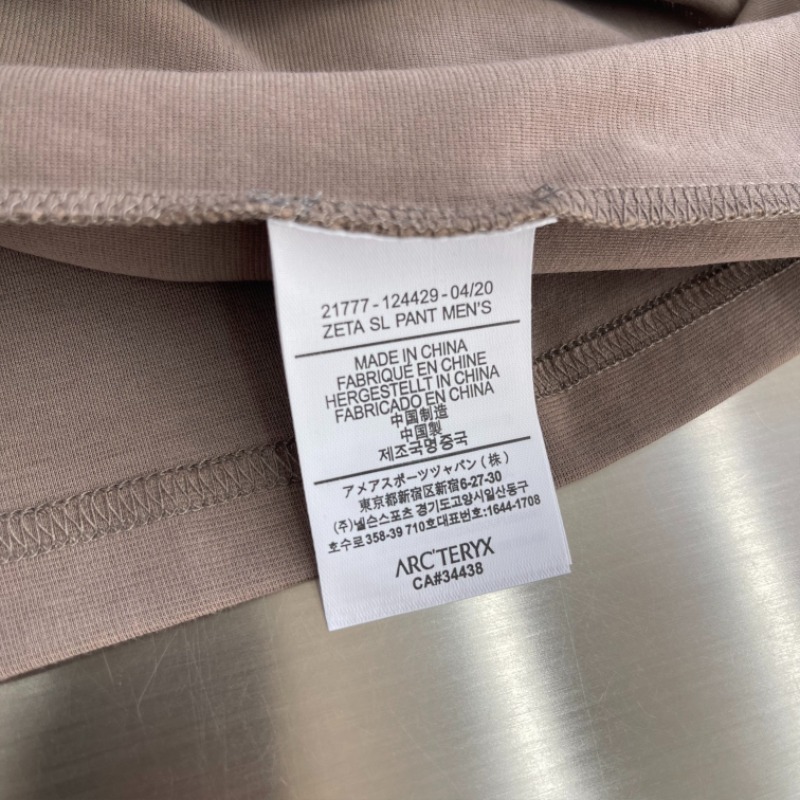 21777-124429-04/20
ZETA SL PANT MEN'S
MADE IN CHINA
FABRIQUÉ EN CHINE
HERGESTELLT IN CHINA
FABRICADO EN CHINA
中国制造
中国製
제조국명중국
アメアスポーツジャパン(株)
東京都新宿区新宿6-27-30
(주)넬슨스포츠 경기도고양시일산동구
호수로358-39 710호대표번호:1644-1708
ARC'TERYX
CA#34438